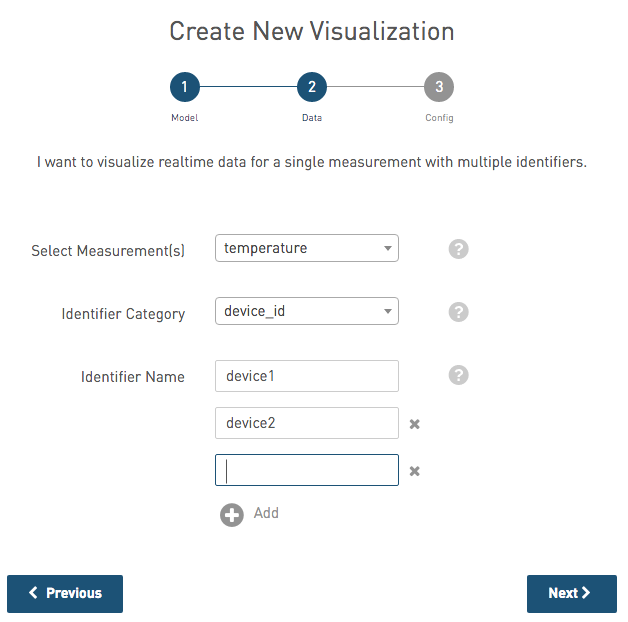 Create New Visualization
1 2 3
Model Data Config
I want to visualize realtime data for a single measurement with multiple identifiers.
Select Measurement(s) temperature ?
Identifier Category device_id ?
Identifier Name device1 ?
device2
Add
Previous Next